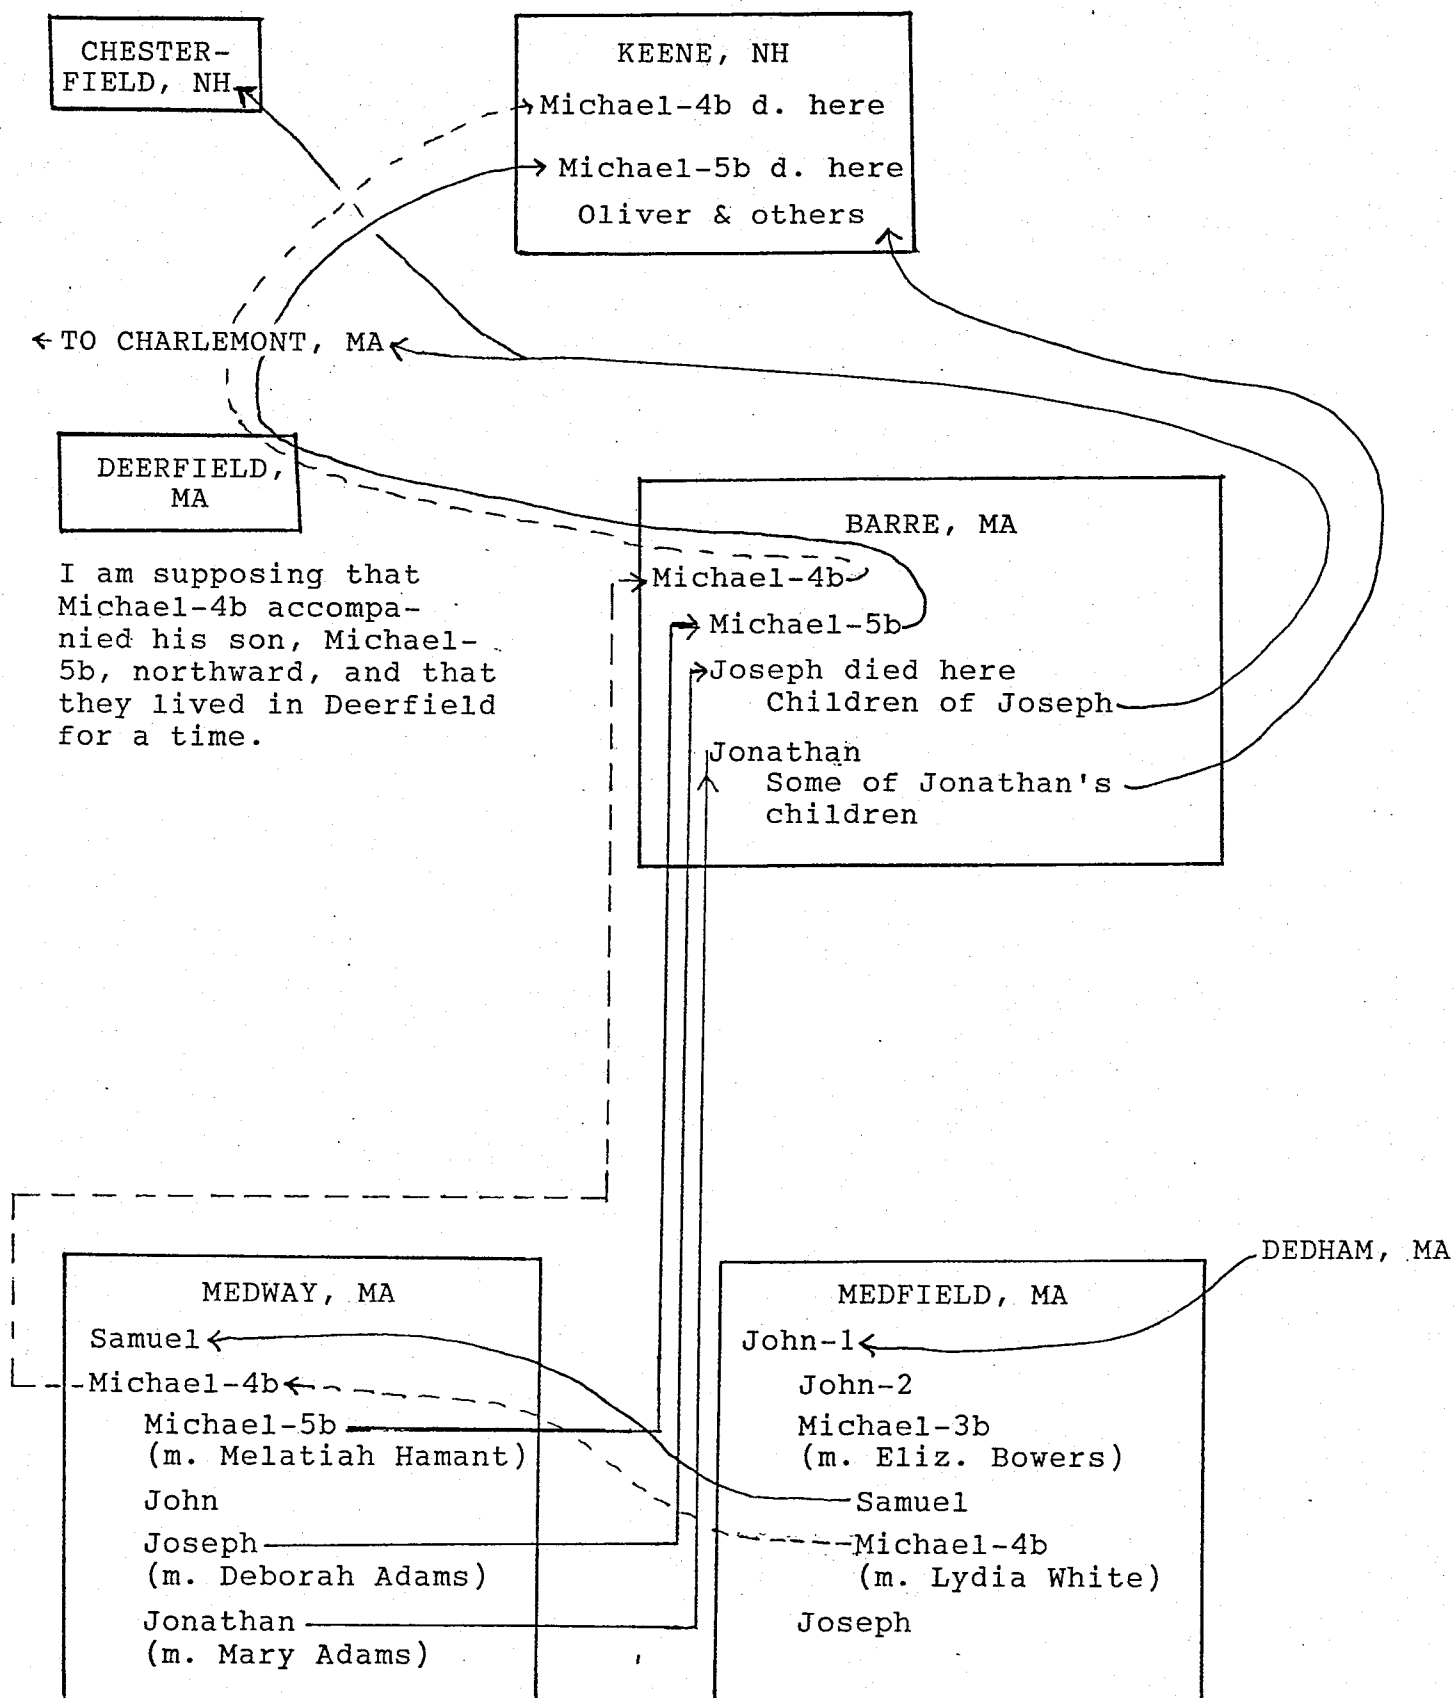 CHESTER-
FIELD, NH
KEENE, NH
Michael-4b d. here
Michael-5b d. here
Oliver & others
TO CHARLEMONT, MA
DEERFIELD,
MA
I am supposing that
Michael-4b accompa-
nied his son, Michael-
5b, northward, and that
they lived in Deerfield
for a time.
BARRE, MA
Michael-4b
Michael-5b
Joseph died here
Children of Joseph
Jonathan
Some of Jonathan's
children
MEDWAY, MA
Samuel
Michael-4b
Michael-5b
(m. Melatiah Hamant)
John
Joseph
(m. Deborah Adams)
Jonathan
(m. Mary Adams)
DEDHAM, MA
MEDFIELD, MA
John-1
John-2
Michael-3b
(m. Eliz. Bowers)
Samuel
Michael-4b
(m. Lydia White)
Joseph